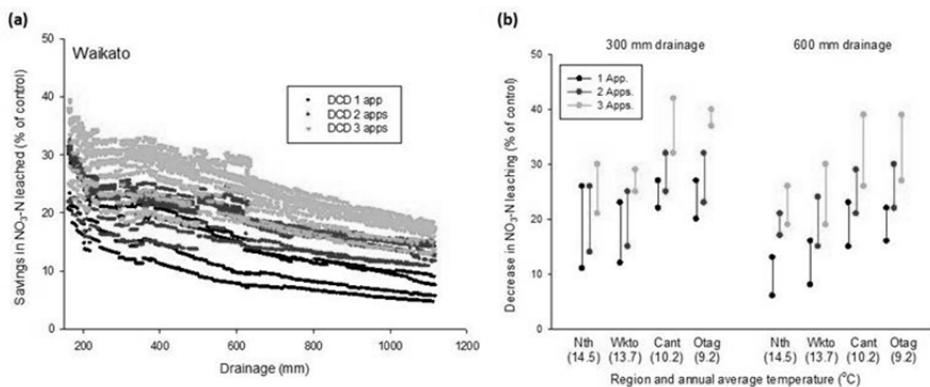 (a)
Waikato
DCD 1 app
DCD 2 apps
DCD 3 apps
Savings in NO3-N leached (% of control)
50
40
30
20
10
0
200 400 600 800 1000 1200
Drainage (mm)
(b)
300 mm drainage 600 mm drainage
1 App.
2 Apps.
3 Apps.
Decrease in NO3-N leaching (% of control)
50
40
30
20
10
0
Nth Wkto Cant Otag Nth Wkto Cant Otag
(14.5) (13.7) (10.2) (9.2) (14.5) (13.7) (10.2) (9.2)
Region and annual average temperature (°C)